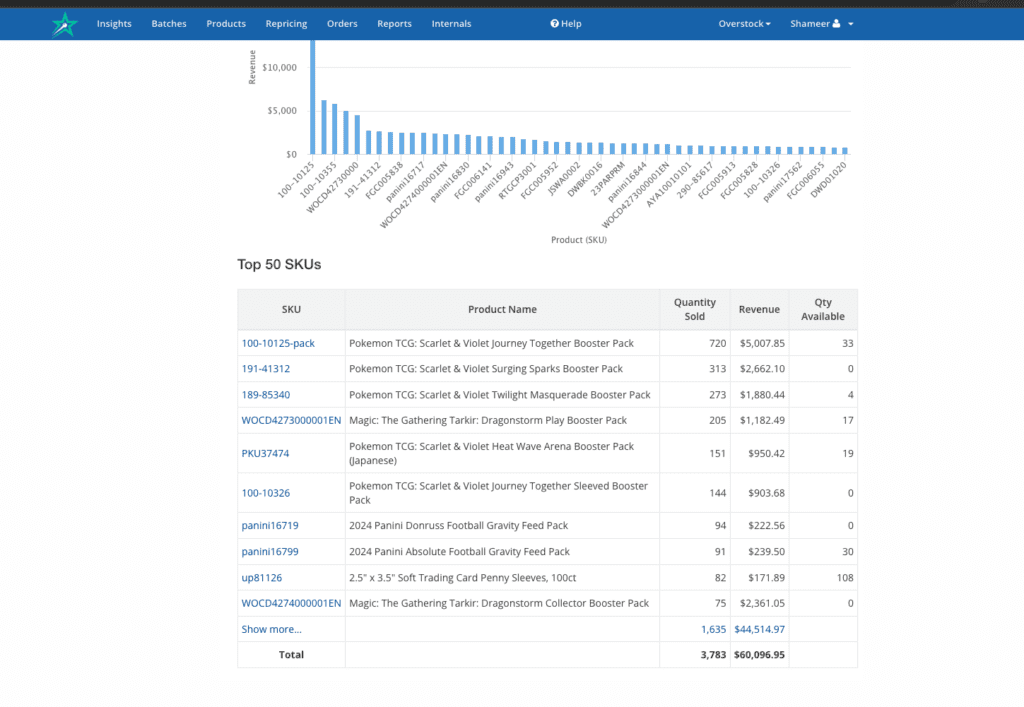 Insights Batches Products Repricing Orders Reports Internals Help Overstock Shameer
Revenue
$10,000
$5,000
$0
100-10125
100-10355
WOCD42730000
191-41312
FGC005838
panini16717
WOCD4274000001EN
panini16830
FGC006141
panini16943
RTGCP3001
FGC005952
JSWA0002
DWBK0016
23PARPRM
panini16844
WOCD4273000001EN
AYA10010101
290-85617
FGC005913
FGC005828
100-10326
panini17562
FGC006055
DWD01020
Product (SKU)
Top 50 SKUs
SKU Product Name Quantity Sold Revenue Qty Available
100-10125-pack Pokemon TCG: Scarlet & Violet Journey Together Booster Pack 720 $5,007.85 33
191-41312 Pokemon TCG: Scarlet & Violet Surging Sparks Booster Pack 313 $2,662.10 0
189-85340 Pokemon TCG: Scarlet & Violet Twilight Masquerade Booster Pack 273 $1,880.44 4
WOCD4273000001EN Magic: The Gathering Tarkir: Dragonstorm Play Booster Pack 205 $1,182.49 17
PKU37474 Pokemon TCG: Scarlet & Violet Heat Wave Arena Booster Pack (Japanese) 151 $950.42 19
100-10326 Pokemon TCG: Scarlet & Violet Journey Together Sleeved Booster Pack 144 $903.68 0
panini16719 2024 Panini Donruss Football Gravity Feed Pack 94 $222.56 0
panini16799 2024 Panini Absolute Football Gravity Feed Pack 91 $239.50 30
up81126 2.5" x 3.5" Soft Trading Card Penny Sleeves, 100ct 82 $171.89 108
WOCD4274000001EN Magic: The Gathering Tarkir: Dragonstorm Collector Booster Pack 75 $2,361.05 0
Show more... 1,635 $44,514.97
Total 3,783 $60,096.95